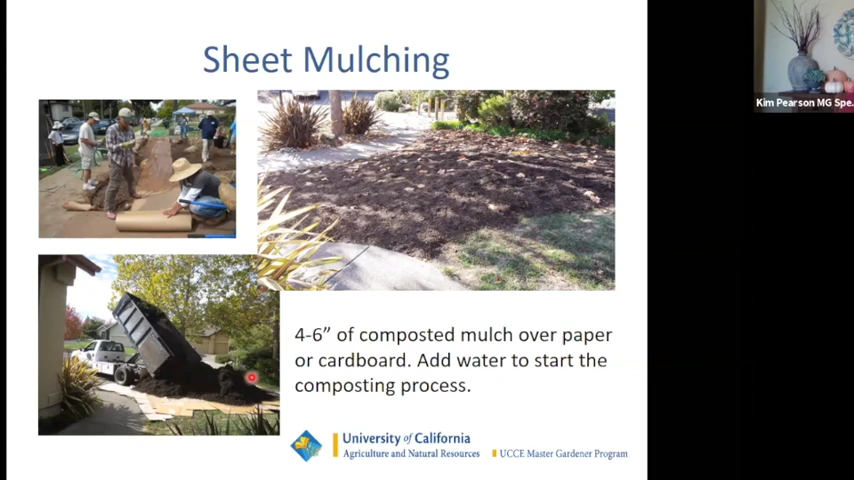 Sheet Mulching
Kim Pearson MG Spe...
4-6” of composted mulch over paper
or cardboard. Add water to start the
composting process.
University of California
Agriculture and Natural Resources
UCCE Master Gardener Program